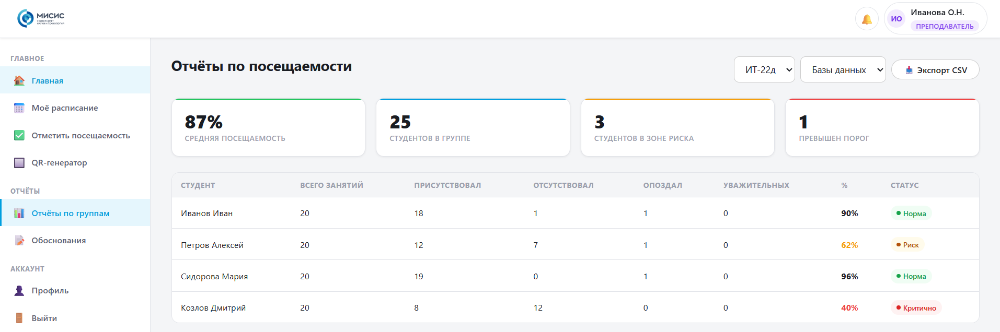 МИСИС
УНИВЕРСИТЕТ
НАУКИ И ТЕХНОЛОГИЙ
ИО
Иванова О.Н.
ПРЕПОДАВАТЕЛЬ
ГЛАВНОЕ
Главная
Моё расписание
Отметить посещаемость
QR-генератор
ОТЧЁТЫ
Отчёты по группам
Обоснования
АККАУНТ
Профиль
Выйти
Отчёты по посещаемости
ИТ-22д
Базы данных
Экспорт CSV
87%
СРЕДНЯЯ ПОСЕЩАЕМОСТЬ
25
СТУДЕНТОВ В ГРУППЕ
3
СТУДЕНТОВ В ЗОНЕ РИСКА
1
ПРЕВЫШЕН ПОРОГ
СТУДЕНТ ВСЕГО ЗАНЯТИЙ ПРИСУТСТВОВАЛ ОТСУТСТВОВАЛ ОПОЗДАЛ УВАЖИТЕЛЬНЫХ % СТАТУС
Иванов Иван 20 18 1 1 0 90% Норма
Петров Алексей 20 12 7 1 0 62% Риск
Сидорова Мария 20 19 0 1 0 96% Норма
Козлов Дмитрий 20 8 12 0 0 40% Критично